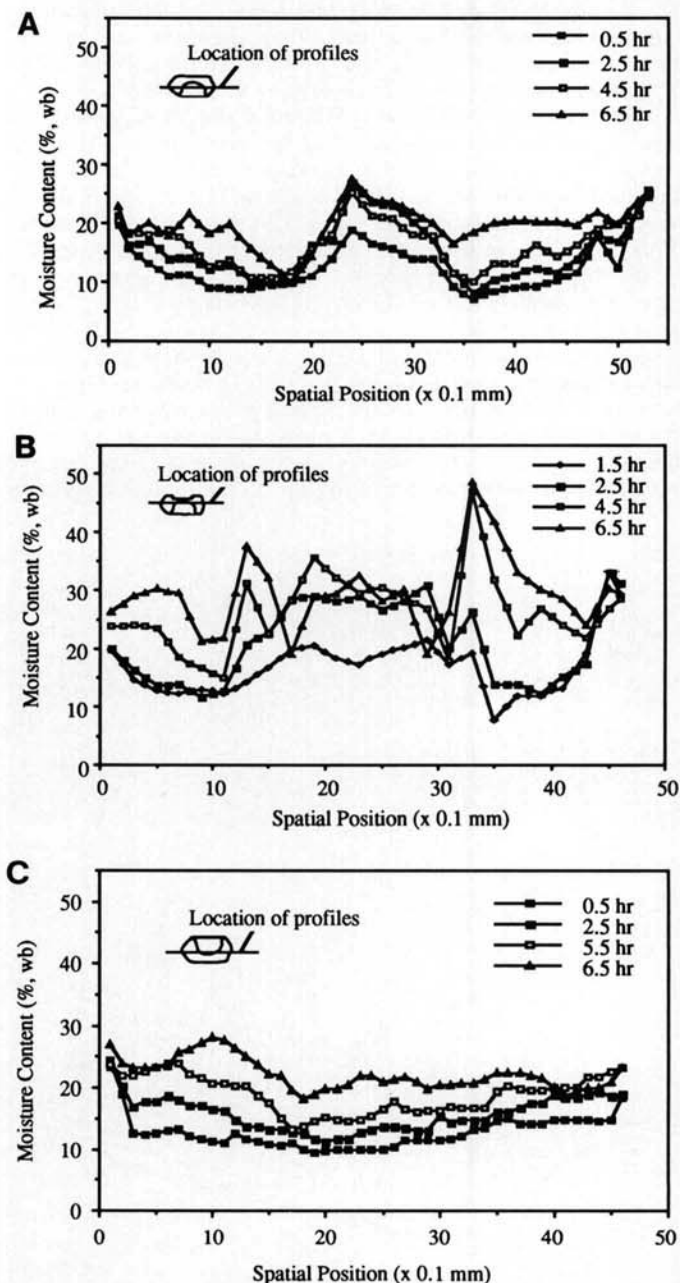 A
Location of profiles
0.5 hr
2.5 hr
4.5 hr
6.5 hr
Moisture Content (%, wb)
50
40
30
20
10
0
0 10 20 30 40 50
Spatial Position (x 0.1 mm)
B
Location of profiles
1.5 hr
2.5 hr
4.5 hr
6.5 hr
Moisture Content (%, wb)
50
40
30
20
10
0
0 10 20 30 40 50
Spatial Position (x 0.1 mm)
C
Location of profiles
0.5 hr
2.5 hr
5.5 hr
6.5 hr
Moisture Content (%, wb)
50
40
30
20
10
0
0 10 20 30 40 50
Spatial Position (x 0.1 mm)